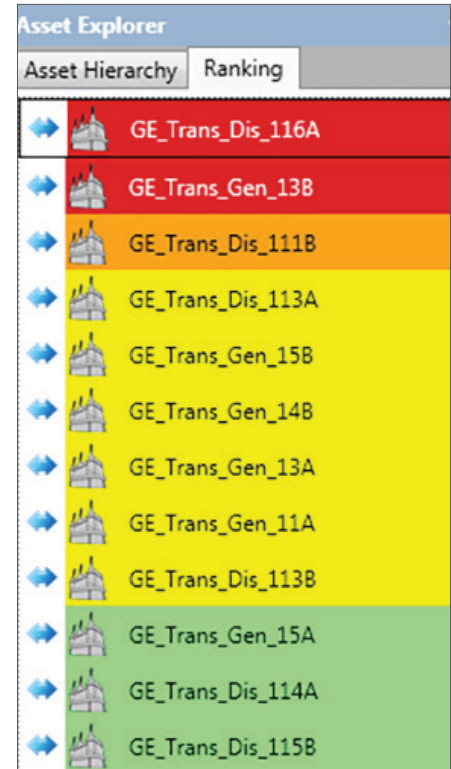 Asset Explorer
Asset Hierarchy Ranking
GE_Trans_Dis_116A
GE_Trans_Gen_13B
GE_Trans_Dis_111B
GE_Trans_Dis_113A
GE_Trans_Gen_15B
GE_Trans_Gen_14B
GE_Trans_Gen_13A
GE_Trans_Gen_11A
GE_Trans_Dis_113B
GE_Trans_Gen_15A
GE_Trans_Dis_114A
GE_Trans_Dis_115B